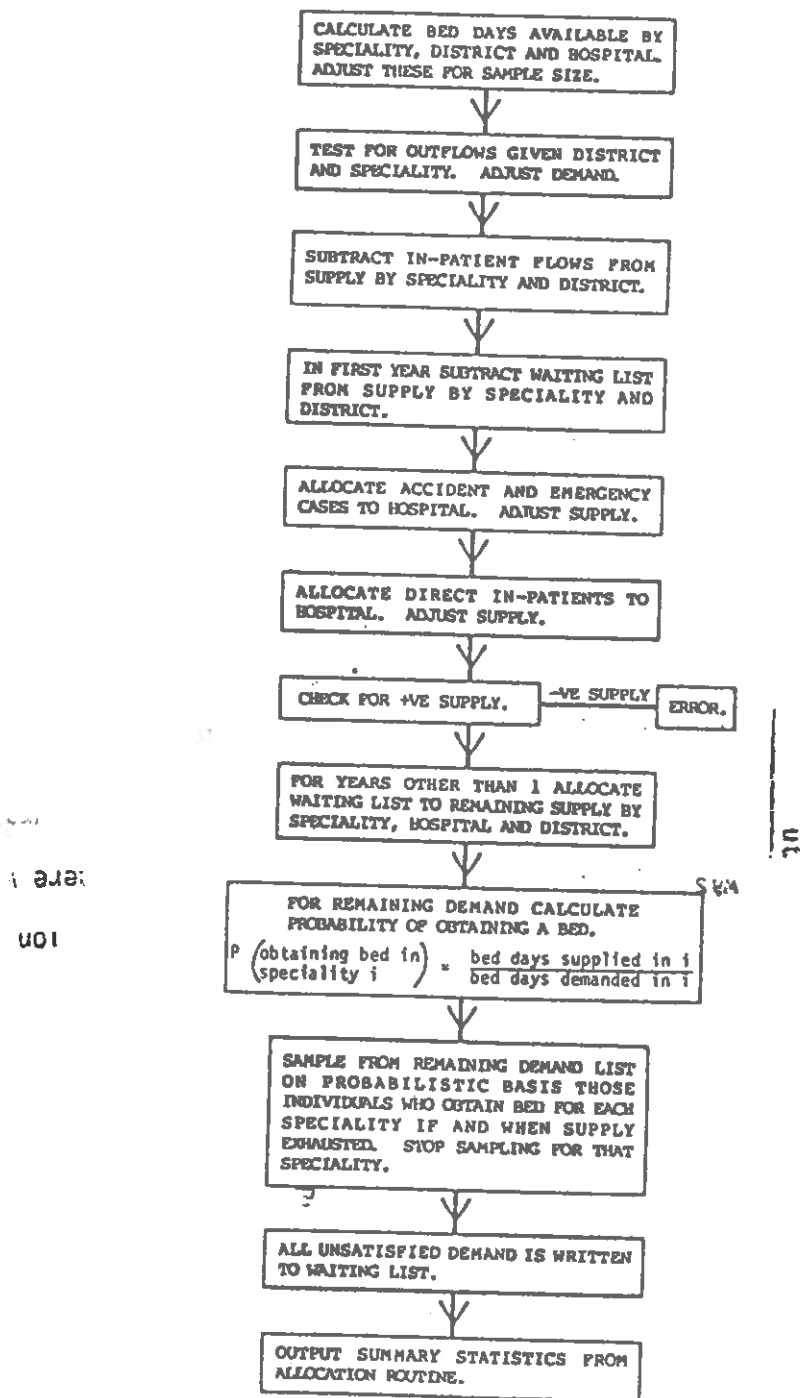 CALCULATE BED DAYS AVAILABLE BY
SPECIALITY, DISTRICT AND HOSPITAL.
ADJUST THESE FOR SAMPLE SIZE.
TEST FOR OUTFLOWS GIVEN DISTRICT
AND SPECIALITY. ADJUST DEMAND.
SUBTRACT IN-PATIENT FLOWS FROM
SUPPLY BY SPECIALITY AND DISTRICT.
IN FIRST YEAR SUBTRACT WAITING LIST
FROM SUPPLY BY SPECIALITY AND
DISTRICT.
ALLOCATE ACCIDENT AND EMERGENCY
CASES TO HOSPITAL. ADJUST SUPPLY.
ALLOCATE DIRECT IN-PATIENTS TO
HOSPITAL. ADJUST SUPPLY.
CHECK FOR +VE SUPPLY.
-VE SUPPLY
ERROR.
FOR YEARS OTHER THAN 1 ALLOCATE
WAITING LIST TO REMAINING SUPPLY BY
SPECIALITY, HOSPITAL AND DISTRICT.
FOR REMAINING DEMAND CALCULATE
PROBABILITY OF OBTAINING A BED.
P (obtaining bed in speciality i) = bed days supplied in i / bed days demanded in i
SAMPLE FROM REMAINING DEMAND LIST
ON PROBABILISTIC BASIS THOSE
INDIVIDUALS WHO OBTAIN BED FOR EACH
SPECIALITY IF AND WHEN SUPPLY
EXHAUSTED. STOP SAMPLING FOR THAT
SPECIALITY.
ALL UNSATISFIED DEMAND IS WRITTEN
TO WAITING LIST.
OUTPUT SUMMARY STATISTICS FROM
ALLOCATION ROUTINE.